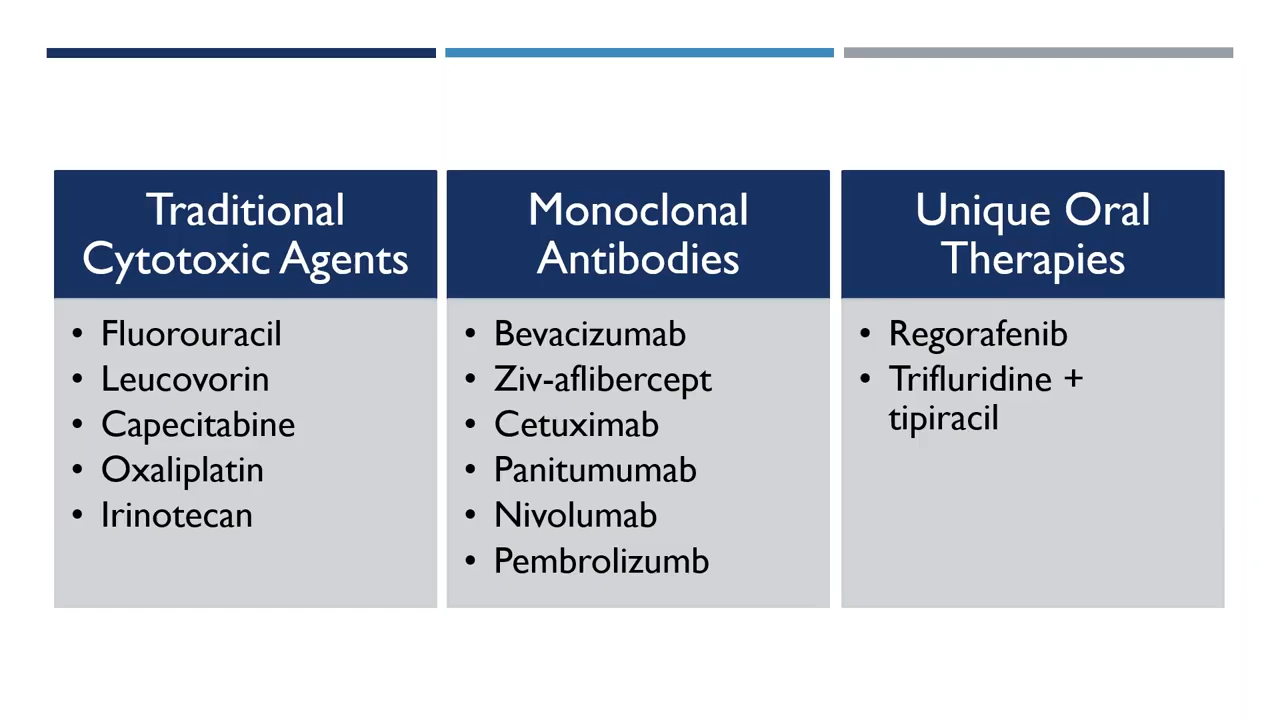 Traditional
Cytotoxic Agents
• Fluorouracil
• Leucovorin
• Capecitabine
• Oxaliplatin
• Irinotecan
Monoclonal
Antibodies
• Bevacizumab
• Ziv-aflibercept
• Cetuximab
• Panitumumab
• Nivolumab
• Pembrolizumb
Unique Oral
Therapies
• Regorafenib
• Trifluridine +
tipiracil